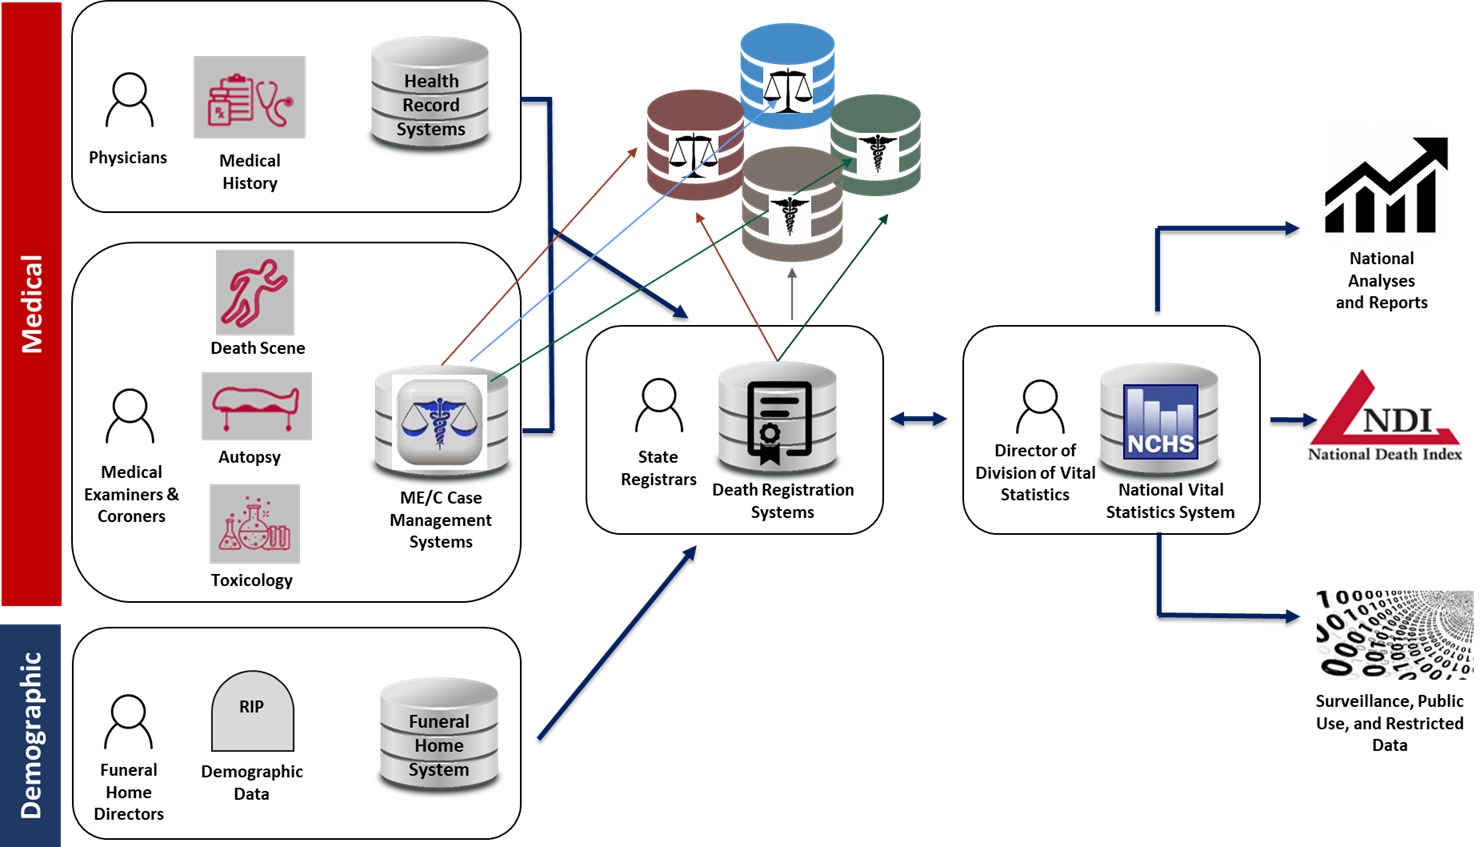 Medical
Physicians
Rx
Medical
History
Health
Record
Systems
Death Scene
Autopsy
Toxicology
Medical
Examiners &
Coroners
ME/C Case
Management
Systems
Demographic
Funeral
Home
Directors
RIP
Demographic
Data
Funeral
Home
System
State
Registrars
Death Registration
Systems
Director of
Division of Vital
Statistics
NCHS
National Vital
Statistics System
National
Analyses
and Reports
NDI
National Death Index
Surveillance, Public
Use, and Restricted
Data